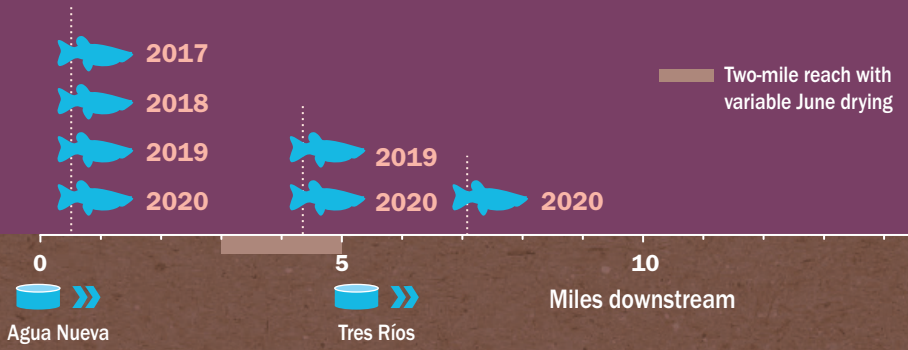 2017
2018
2019
2020
2019
2020
2020
Two-mile reach with
variable June drying
0
5
10
Miles downstream
Agua Nueva
Tres Ríos